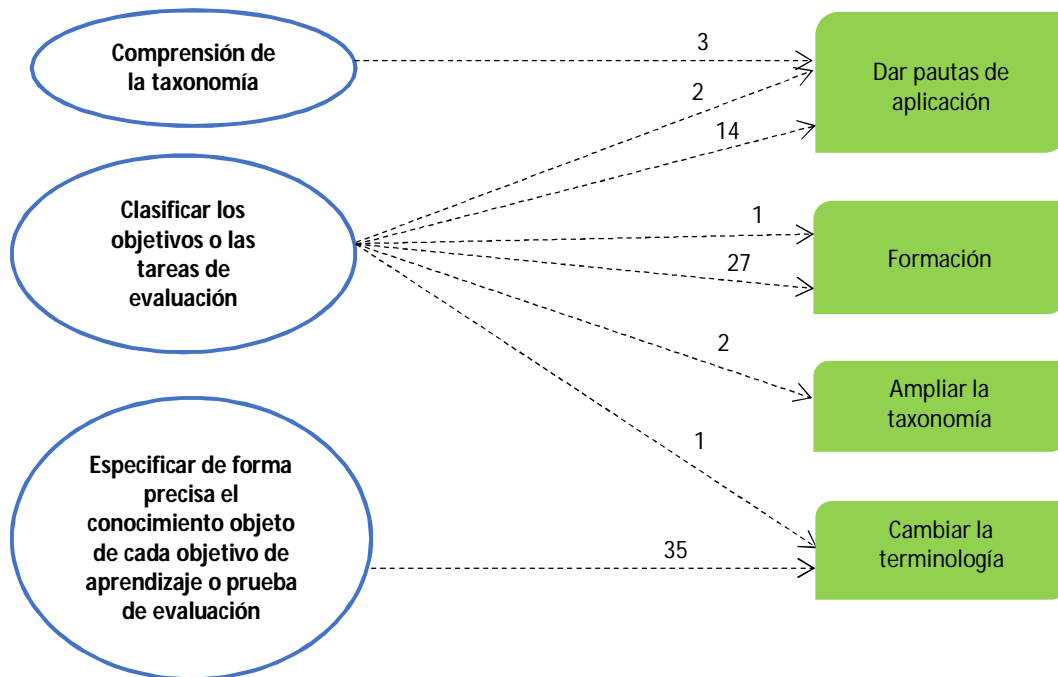 Comprensión de
la taxonomía
3
Dar pautas de
aplicación
2
14
Clasificar los
objetivos o las
tareas de
evaluación
1
27
Formación
2
Ampliar la
taxonomía
1
Especificar de forma
precisa el
conocimiento objeto
de cada objetivo de
aprendizaje o prueba
de evaluación
35
Cambiar la
terminología